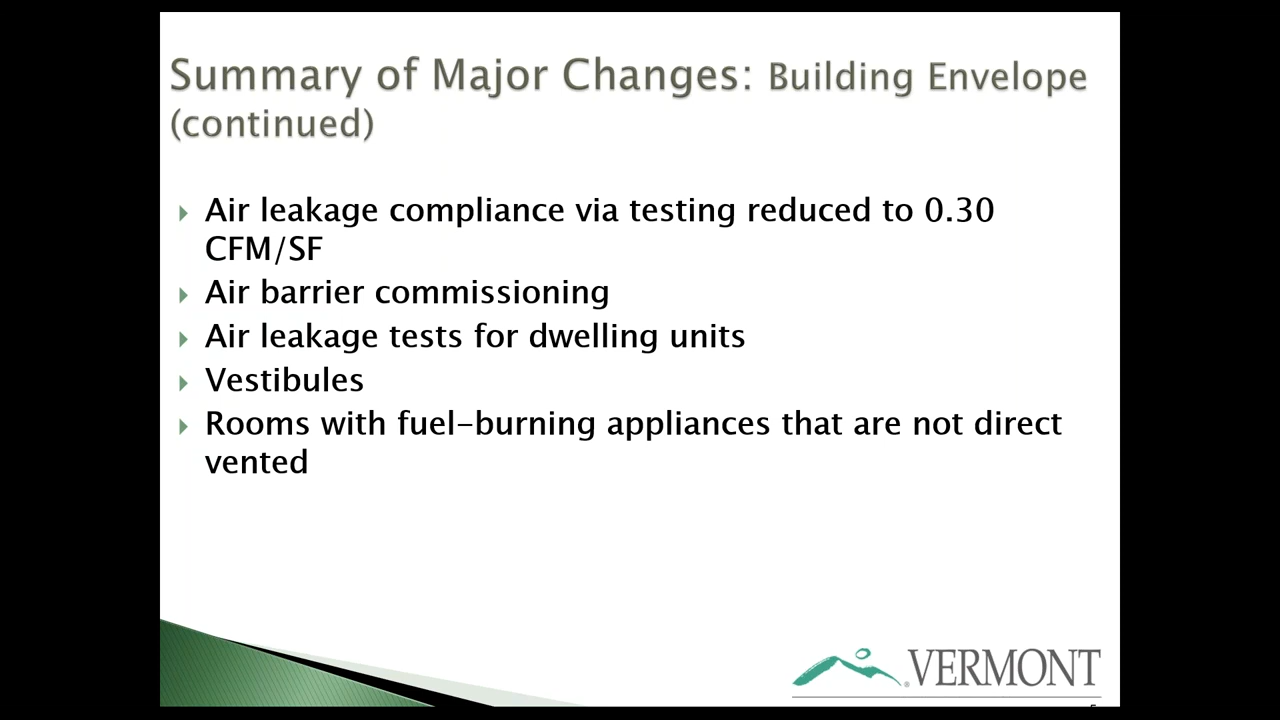 Summary of Major Changes: Building Envelope
(continued)
Air leakage compliance via testing reduced to 0.30
CFM/SF
Air barrier commissioning
Air leakage tests for dwelling units
Vestibules
Rooms with fuel-burning appliances that are not direct
vented
VERMONT